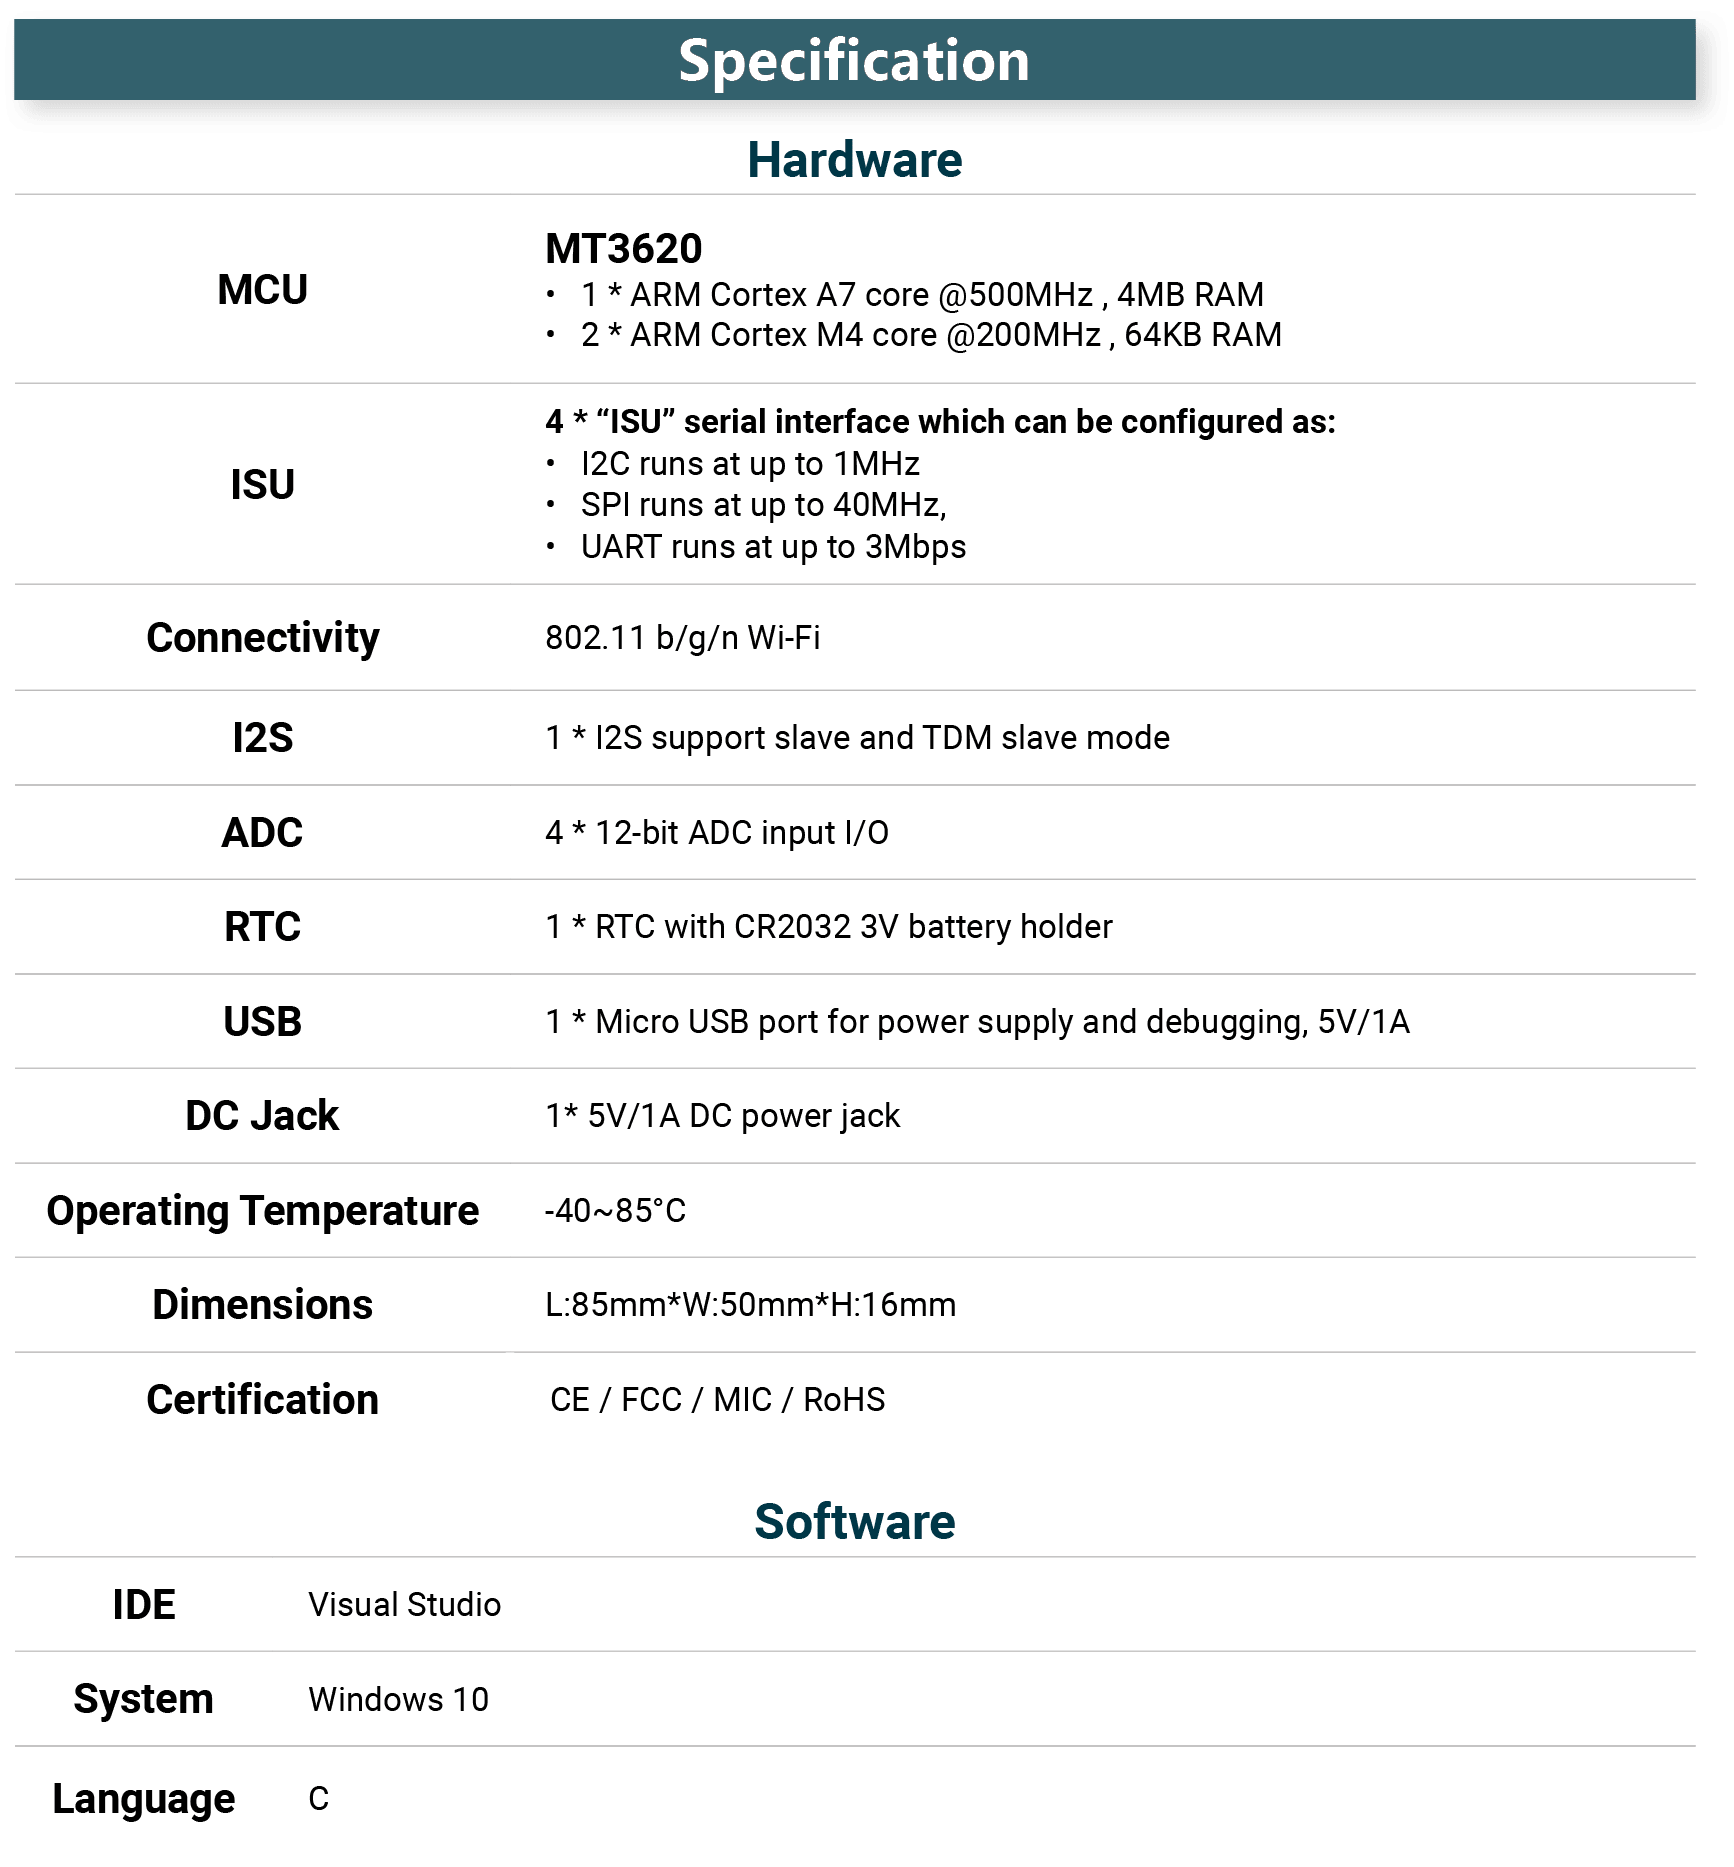 Specification
Hardware
MCU
MT3620
• 1 * ARM Cortex A7 core @500MHz , 4MB RAM
• 2 * ARM Cortex M4 core @200MHz , 64KB RAM
ISU
4 * “ISU” serial interface which can be configured as:
• I2C runs at up to 1MHz
• SPI runs at up to 40MHz,
• UART runs at up to 3Mbps
Connectivity 802.11 b/g/n Wi-Fi
I2S 1 * I2S support slave and TDM slave mode
ADC 4 * 12-bit ADC input I/O
RTC 1 * RTC with CR2032 3V battery holder
USB 1 * Micro USB port for power supply and debugging, 5V/1A
DC Jack 1* 5V/1A DC power jack
Operating Temperature -40~85°C
Dimensions L:85mm*W:50mm*H:16mm
Certification CE / FCC / MIC / RoHS
Software
IDE Visual Studio
System Windows 10
Language C